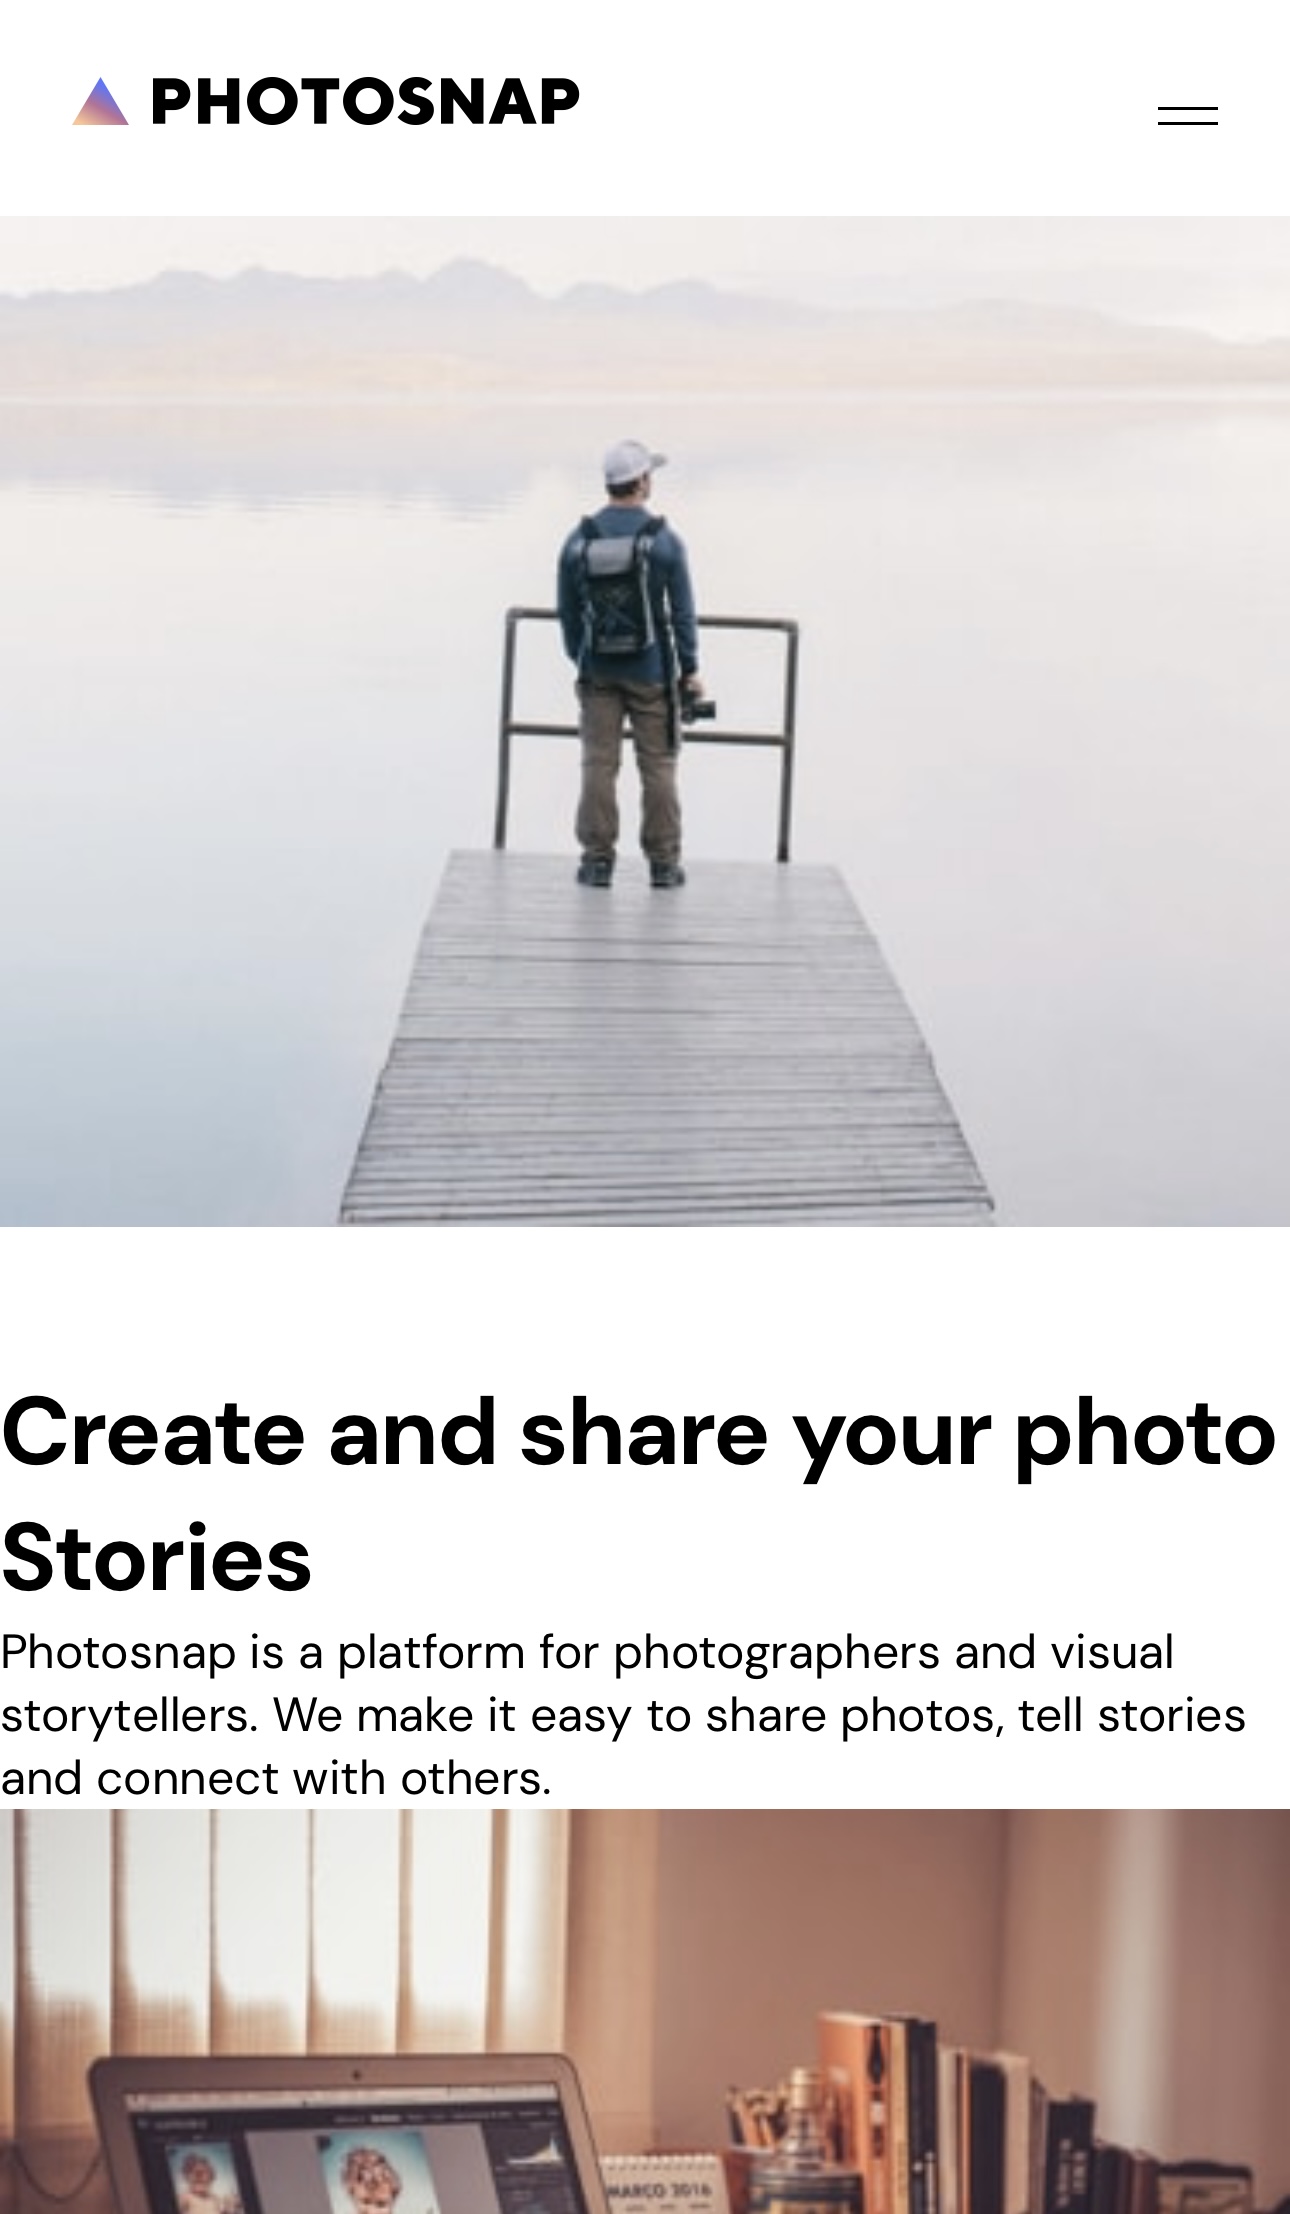 PHOTOSNAP
Create and share your photo
Stories
Photosnap is a platform for photographers and visual
storytellers. We make it easy to share photos, tell stories
and connect with others.
MARÇO 2016